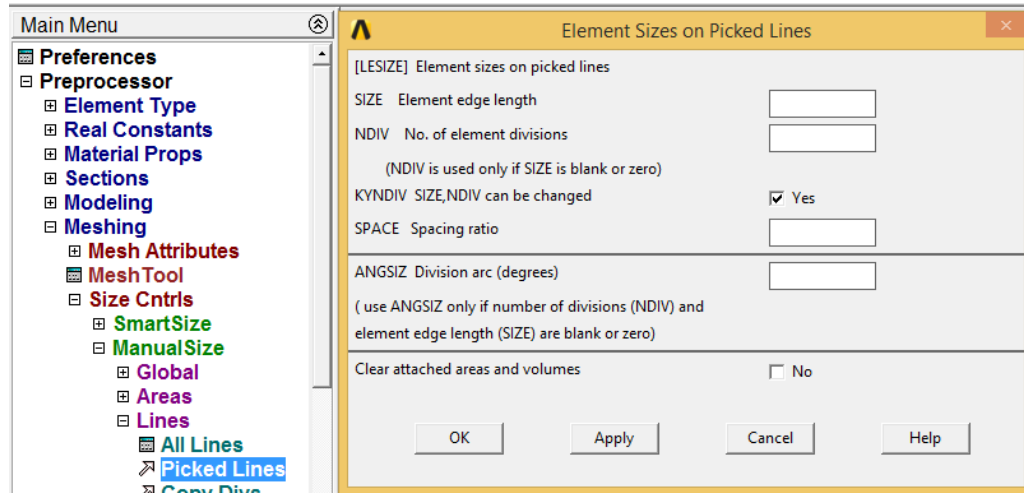 Main Menu
Preferences
Preprocessor
Element Type
Real Constants
Material Props
Sections
Modeling
Meshing
Mesh Attributes
MeshTool
Size Cntrls
SmartSize
ManualSize
Global
Areas
Lines
All Lines
Picked Lines
Copy Divs
Element Sizes on Picked Lines
[LESIZE] Element sizes on picked lines
SIZE Element edge length
NDIV No. of element divisions
(NDIV is used only if SIZE is blank or zero)
KYNDIV SIZE,NDIV can be changed
Yes
SPACE Spacing ratio
ANGSIZ Division arc (degrees)
( use ANGSIZ only if number of divisions (NDIV) and
element edge length (SIZE) are blank or zero)
Clear attached areas and volumes
No
OK
Apply
Cancel
Help